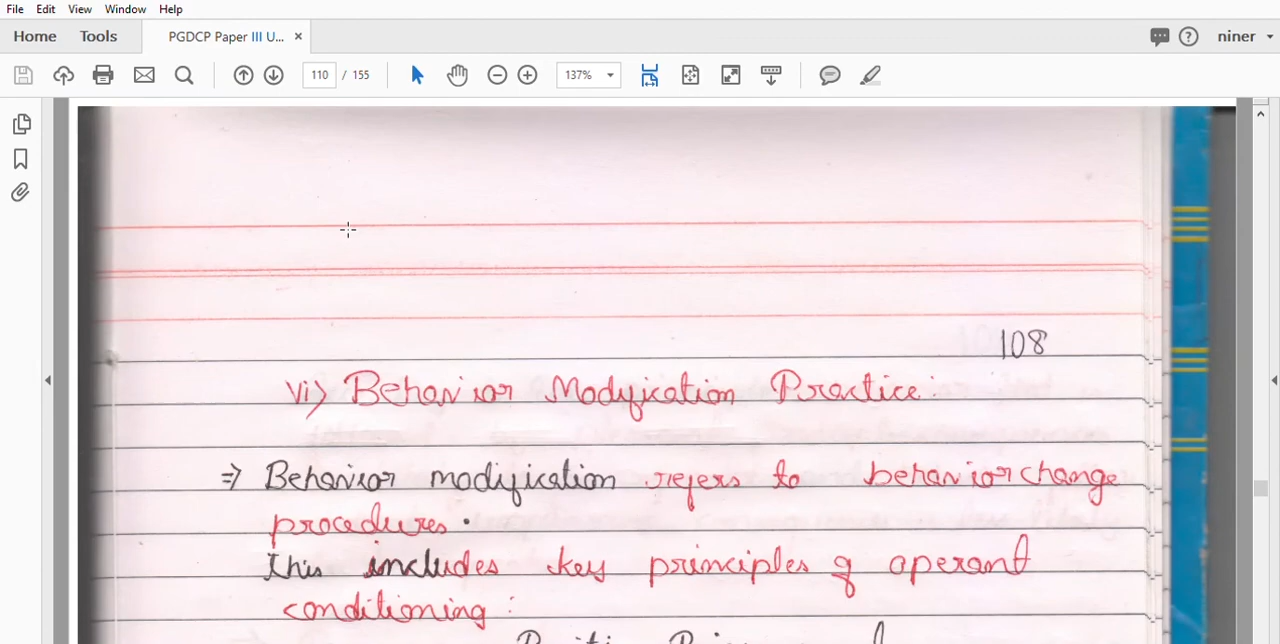 File Edit View Window Help
Home Tools PGDCP Paper III U... × niner
110 / 155 137%
108
vi) Behavior Modification Practice:
⇒ Behavior modification refers to behavior change
procedures.
This includes key principles of operant
conditioning: